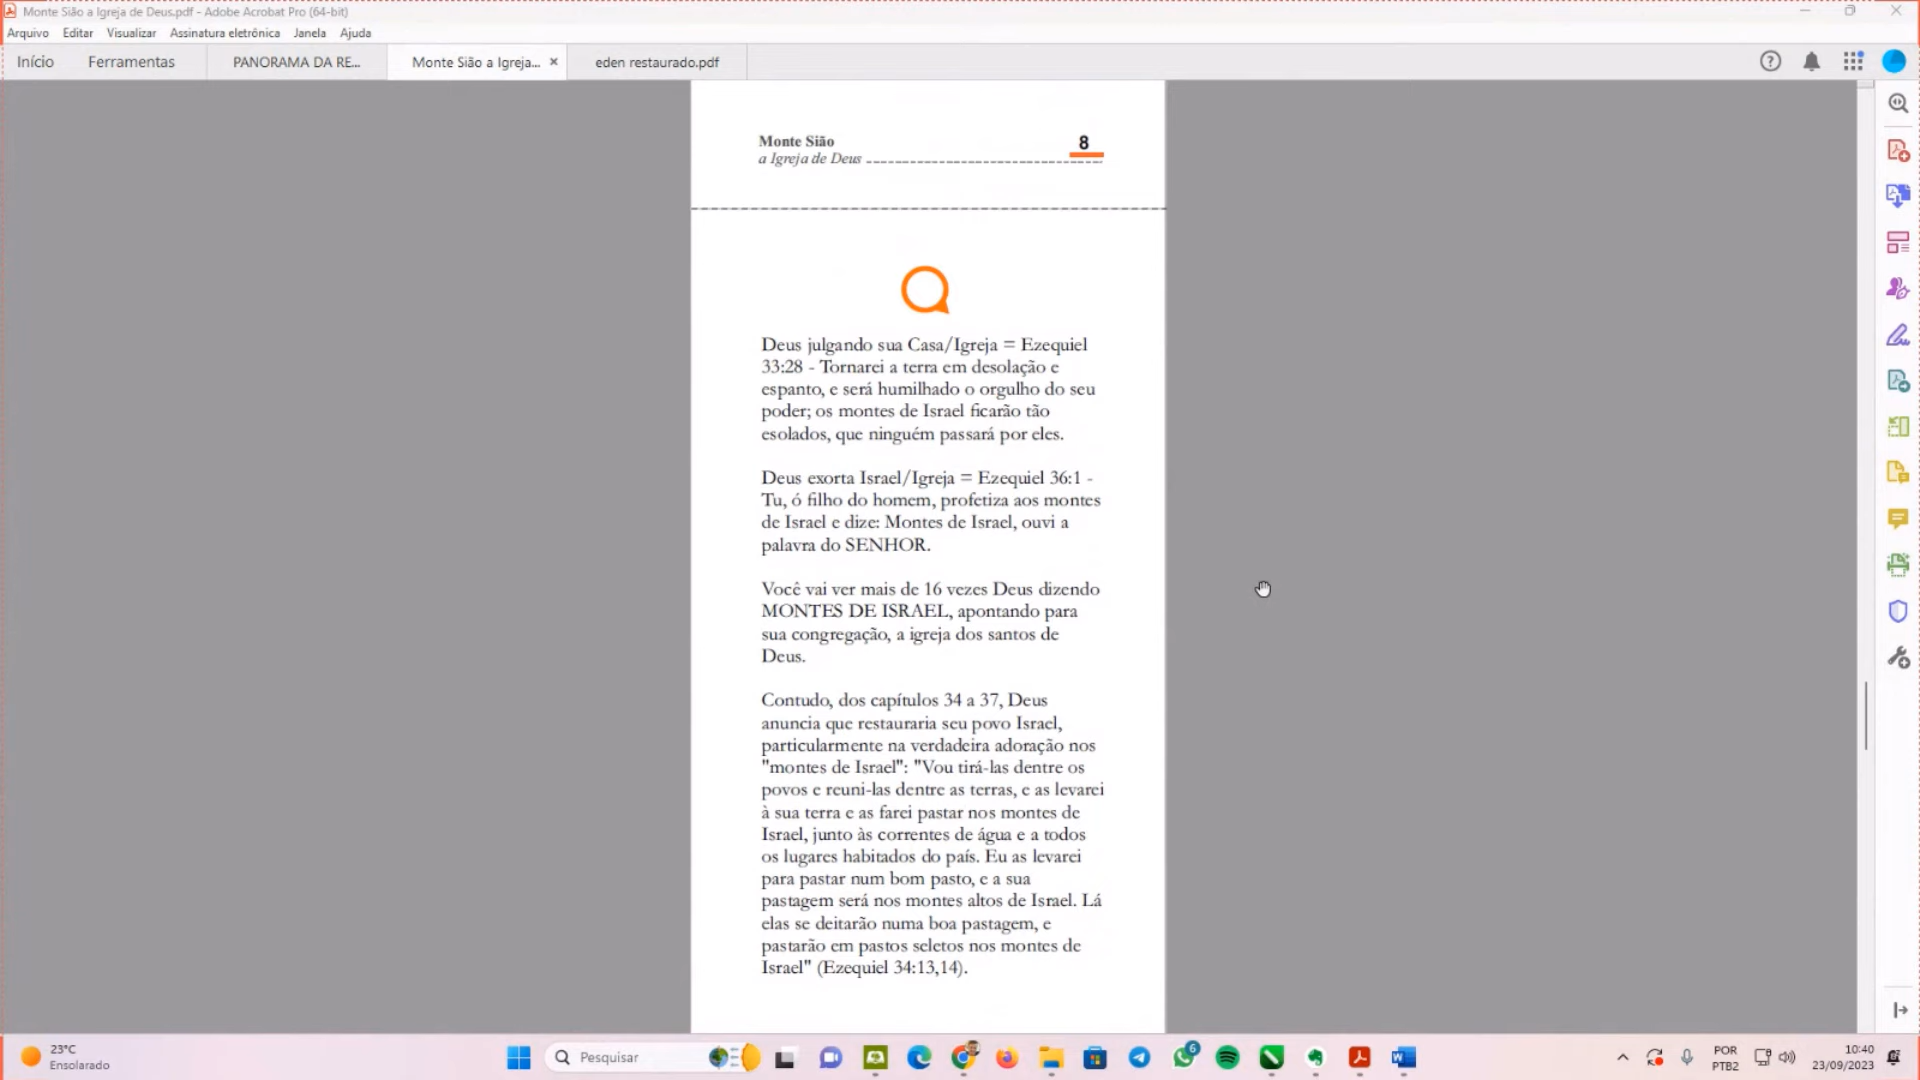 Monte Sião a Igreja de Deus.pdf - Adobe Acrobat Pro (64-bit)
Arquivo Editar Visualizar Assinatura eletrônica Janela Ajuda
Início Ferramentas PANORAMA DA RE... Monte Sião a Igreja... × eden restaurado.pdf
Monte Sião
8
a Igreja de Deus
Deus julgando sua Casa/Igreja = Ezequiel
33:28 - Tornarei a terra em desolação e
espanto, e será humilhado o orgulho do seu
poder; os montes de Israel ficarão tão
esolados, que ninguém passará por eles.
Deus exorta Israel/Igreja = Ezequiel 36:1 -
Tu, ó filho do homem, profetiza aos montes
de Israel e dize: Montes de Israel, ouvi a
palavra do SENHOR.
Você vai ver mais de 16 vezes Deus dizendo
MONTES DE ISRAEL, apontando para
sua congregação, a igreja dos santos de
Deus.
Contudo, dos capítulos 34 a 37, Deus
anuncia que restauraria seu povo Israel,
particularmente na verdadeira adoração nos
"montes de Israel": "Vou tirá-las dentre os
povos e reuni-las dentre as terras, e as levarei
à sua terra e as farei pastar nos montes de
Israel, junto às correntes de água e a todos
os lugares habitados do país. Eu as levarei
para pastar num bom pasto, e a sua
pastagem será nos montes altos de Israel. Lá
elas se deitarão numa boa pastagem, e
pastarão em pastos seletos nos montes de
Israel" (Ezequiel 34:13,14).
23°C
Ensolarado
Pesquisar
6
POR
PTB2
10:40
23/09/2023